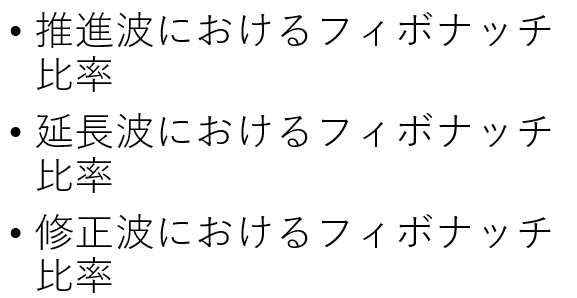 • 推進波におけるフィボナッチ
比率
• 延長波におけるフィボナッチ
比率
• 修正波におけるフィボナッチ
比率